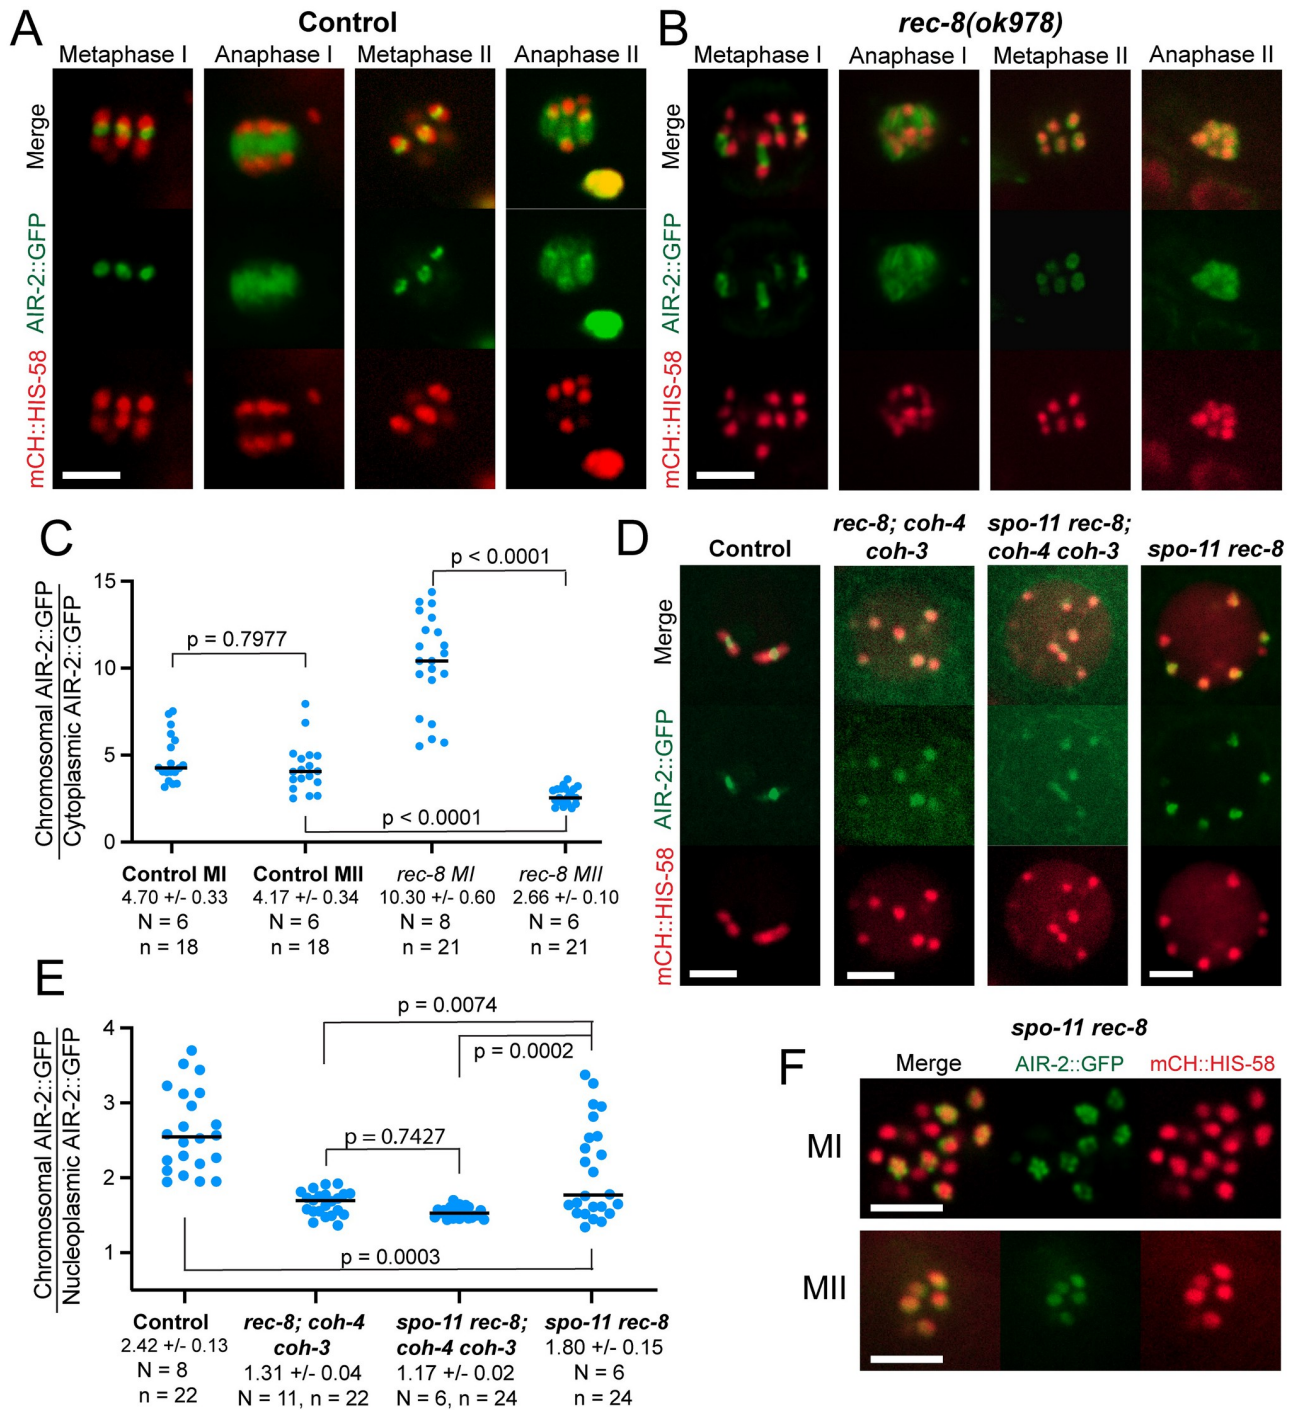 A
Control
Metaphase I
Anaphase I
Metaphase II
Anaphase II
Merge
AIR-2::GFP
mCH::HIS-58
B
rec-8(ok978)
Metaphase I
Anaphase I
Metaphase II
Anaphase II
Merge
AIR-2::GFP
mCH::HIS-58
C
Chromosomal AIR-2::GFP
Cytoplasmic AIR-2::GFP
15
10
5
0
p = 0.7977
p < 0.0001
p < 0.0001
Control MI
4.70 +/- 0.33
N = 6
n = 18
Control MII
4.17 +/- 0.34
N = 6
n = 18
rec-8 MI
10.30 +/- 0.60
N = 8
n = 21
rec-8 MII
2.66 +/- 0.10
N = 6
n = 21
D
Control
rec-8; coh-4
coh-3
spo-11 rec-8;
coh-4 coh-3
spo-11 rec-8
Merge
AIR-2::GFP
mCH::HIS-58
E
Chromosomal AIR-2::GFP
Nucleoplasmic AIR-2::GFP
4
3
2
1
p = 0.0074
p = 0.0002
p = 0.7427
p = 0.0003
Control
2.42 +/- 0.13
N = 8
n = 22
rec-8; coh-4
coh-3
1.31 +/- 0.04
N = 11, n = 22
spo-11 rec-8;
coh-4 coh-3
1.17 +/- 0.02
N = 6, n = 24
spo-11 rec-8
1.80 +/- 0.15
N = 6
n = 24
F
spo-11 rec-8
Merge
AIR-2::GFP
mCH::HIS-58
MI
MII